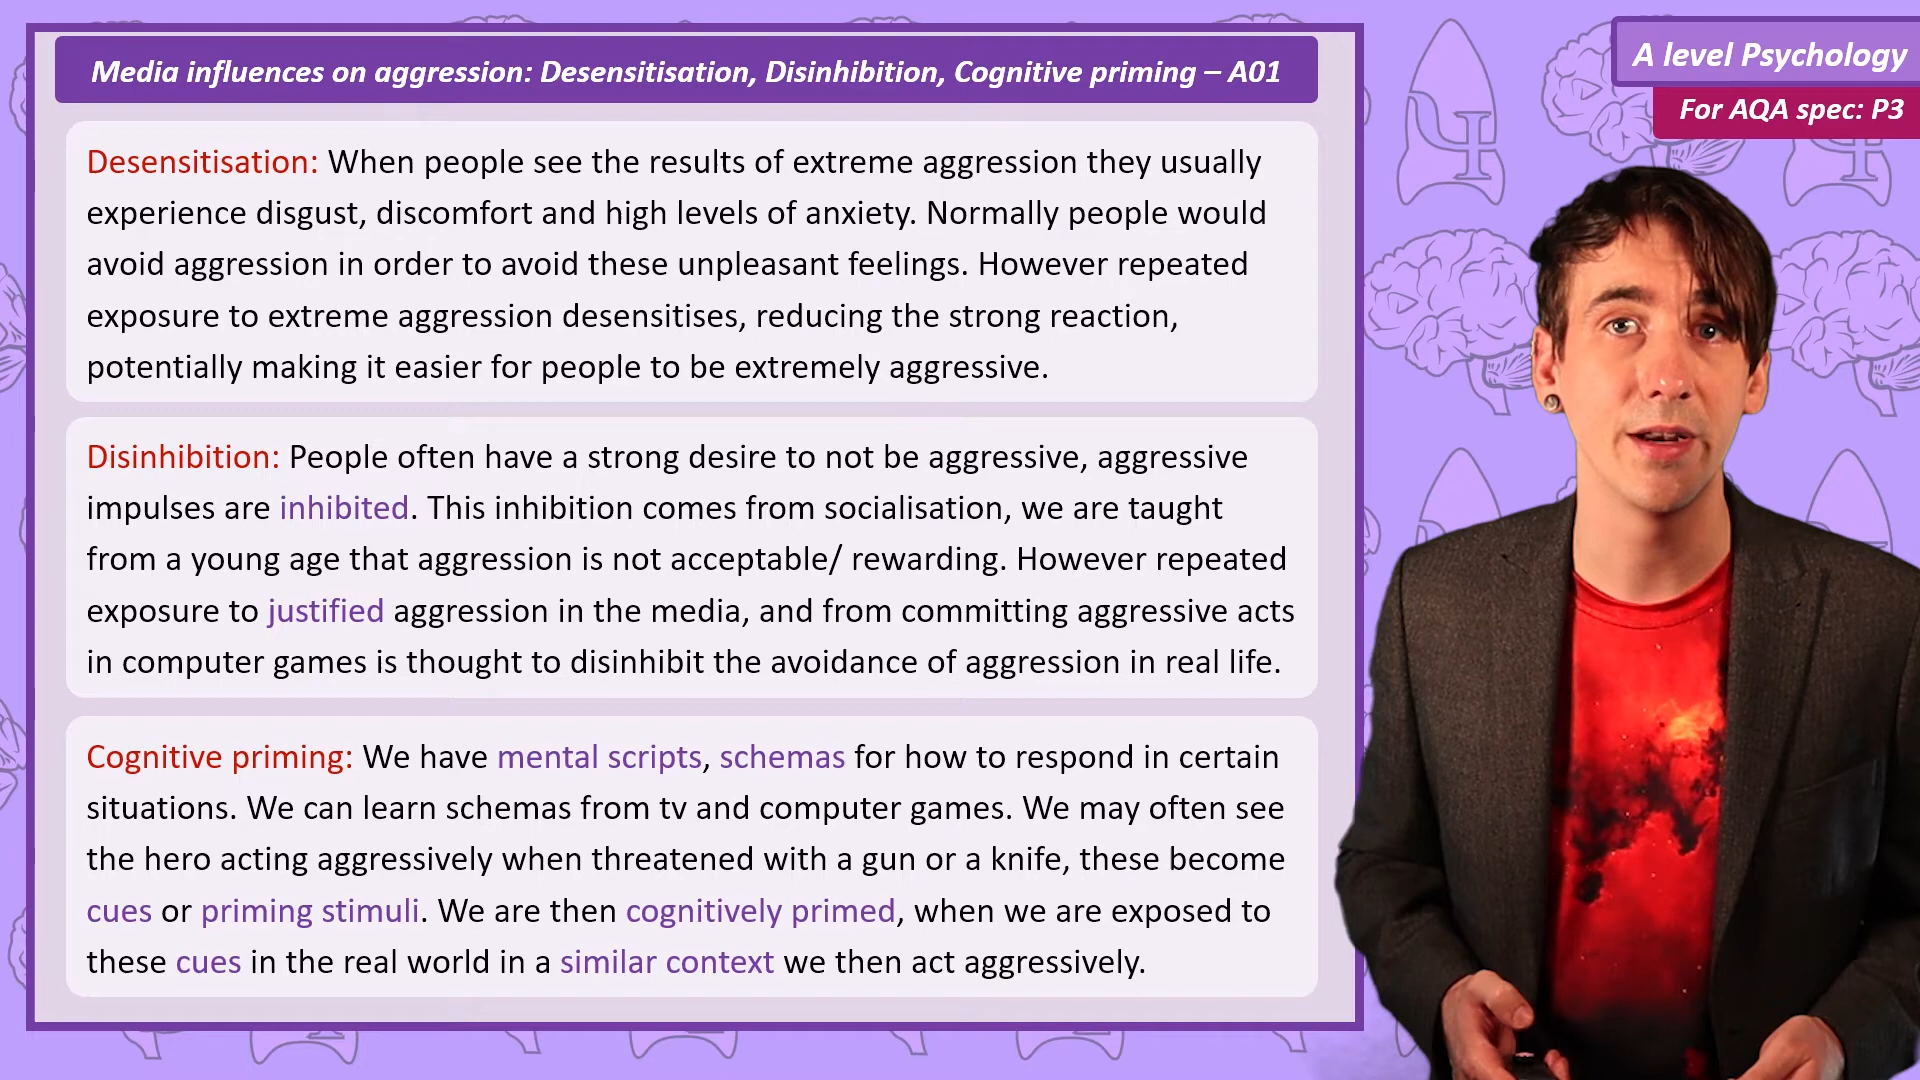 Media influences on aggression: Desensitisation, Disinhibition, Cognitive priming – A01
A level Psychology
For AQA spec: P3
Desensitisation: When people see the results of extreme aggression they usually
experience disgust, discomfort and high levels of anxiety. Normally people would
avoid aggression in order to avoid these unpleasant feelings. However repeated
exposure to extreme aggression desensitises, reducing the strong reaction,
potentially making it easier for people to be extremely aggressive.
Disinhibition: People often have a strong desire to not be aggressive, aggressive
impulses are inhibited. This inhibition comes from socialisation, we are taught
from a young age that aggression is not acceptable/ rewarding. However repeated
exposure to justified aggression in the media, and from committing aggressive acts
in computer games is thought to disinhibit the avoidance of aggression in real life.
Cognitive priming: We have mental scripts, schemas for how to respond in certain
situations. We can learn schemas from tv and computer games. We may often see
the hero acting aggressively when threatened with a gun or a knife, these become
cues or priming stimuli. We are then cognitively primed, when we are exposed to
these cues in the real world in a similar context we then act aggressively.